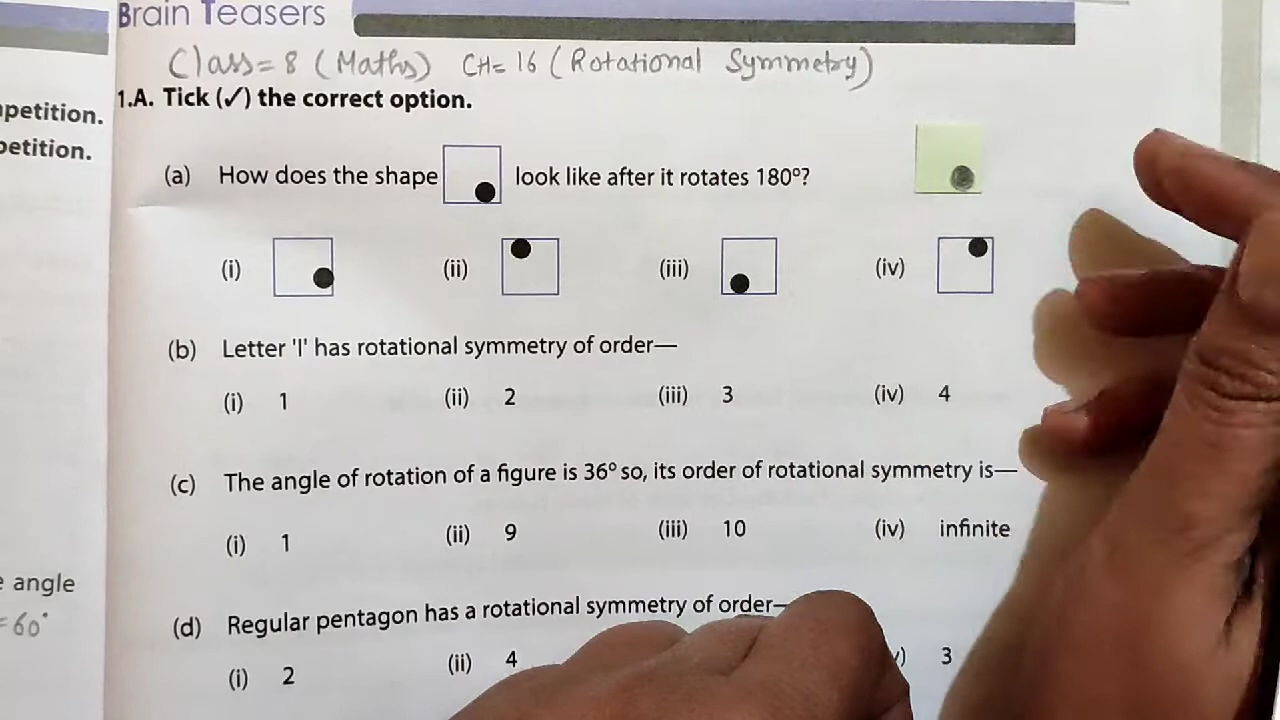 Brain Teasers
Class = 8 (Maths) CH = 16 (Rotational Symmetry)
petition.
petition.
1.A. Tick (✓) the correct option.
(a) How does the shape look like after it rotates 180°?
(i) (ii) (iii) (iv)
(b) Letter 'I' has rotational symmetry of order—
(i) 1 (ii) 2 (iii) 3 (iv) 4
(c) The angle of rotation of a figure is 36° so, its order of rotational symmetry is—
(i) 1 (ii) 9 (iii) 10 (iv) infinite
angle
=60°
(d) Regular pentagon has a rotational symmetry of order—
(i) 2 (ii) 4 3